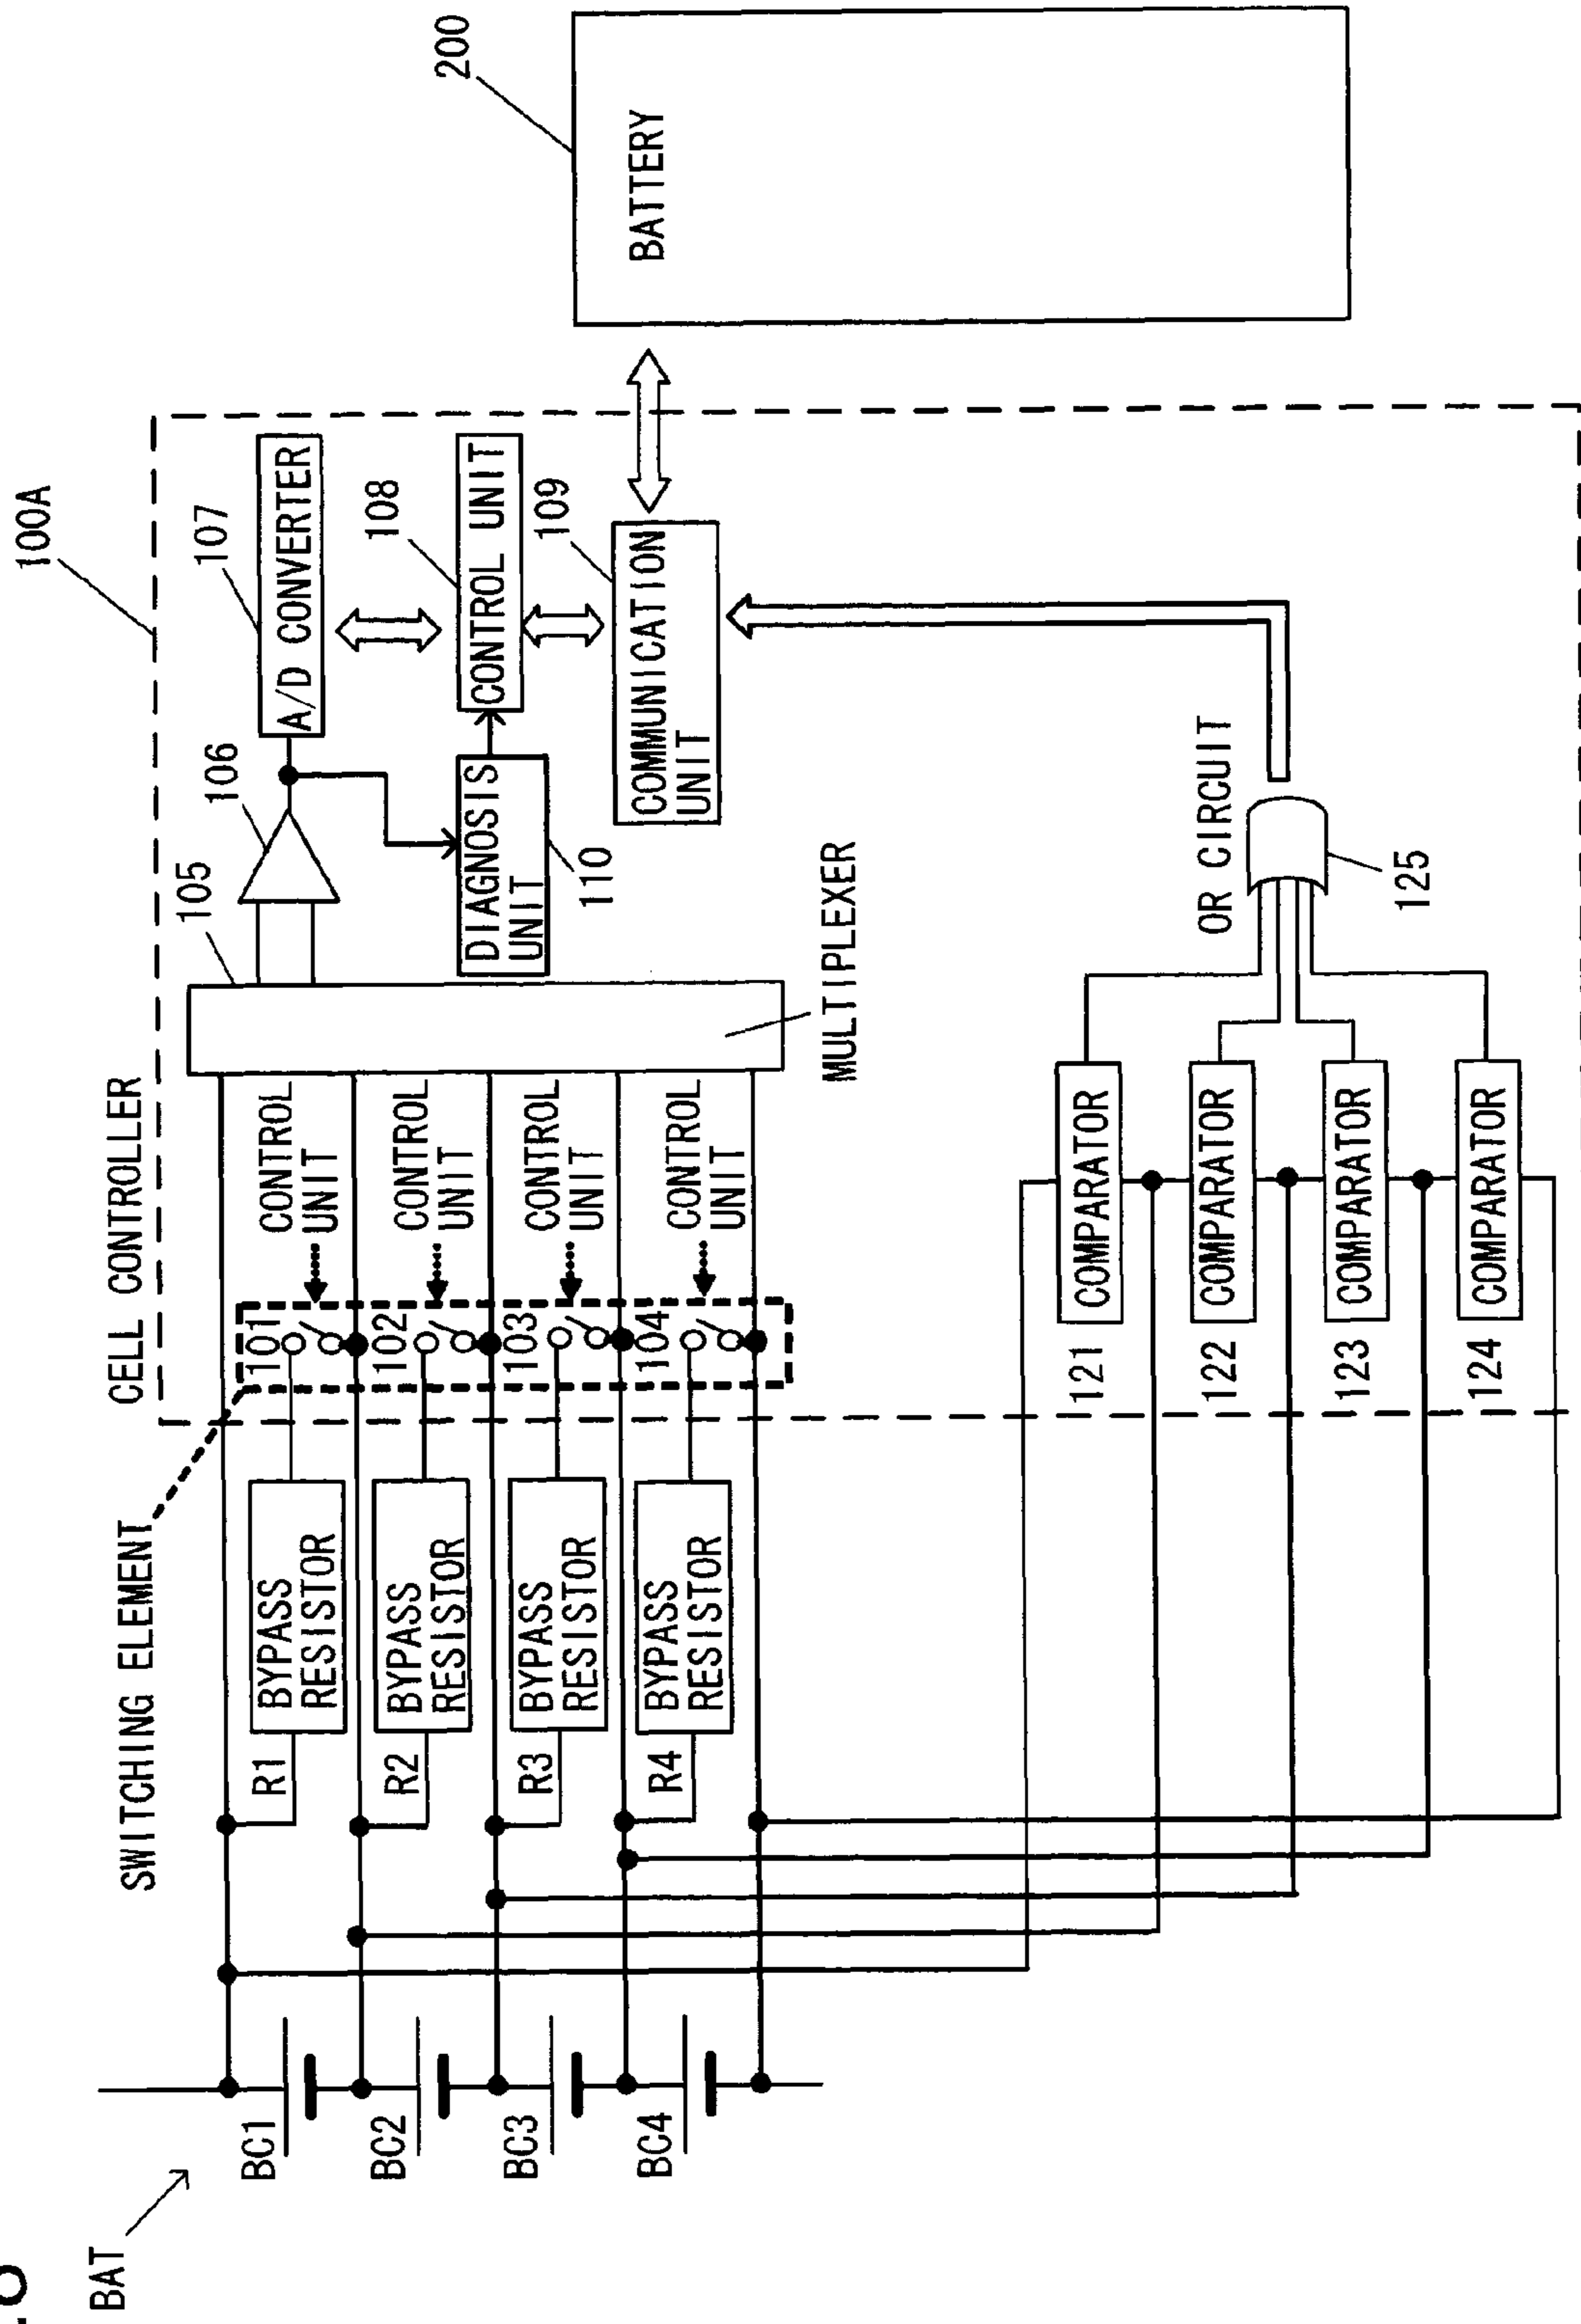 BAT
BC1
BC2
BC3
BC4
SWITCHING ELEMENT
R1
BYPASS
RESISTOR
R2
BYPASS
RESISTOR
R3
BYPASS
RESISTOR
R4
BYPASS
RESISTOR
CELL CONTROLLER
100A
101
CONTROL
UNIT
102
CONTROL
UNIT
103
CONTROL
UNIT
104
CONTROL
UNIT
105
MULTIPLEXER
106
107
A/D CONVERTER
108
CONTROL UNIT
DIAGNOSIS
UNIT
110
109
COMMUNICATION
UNIT
200
BATTERY
121
COMPARATOR
122
COMPARATOR
123
COMPARATOR
124
COMPARATOR
OR CIRCUIT
125